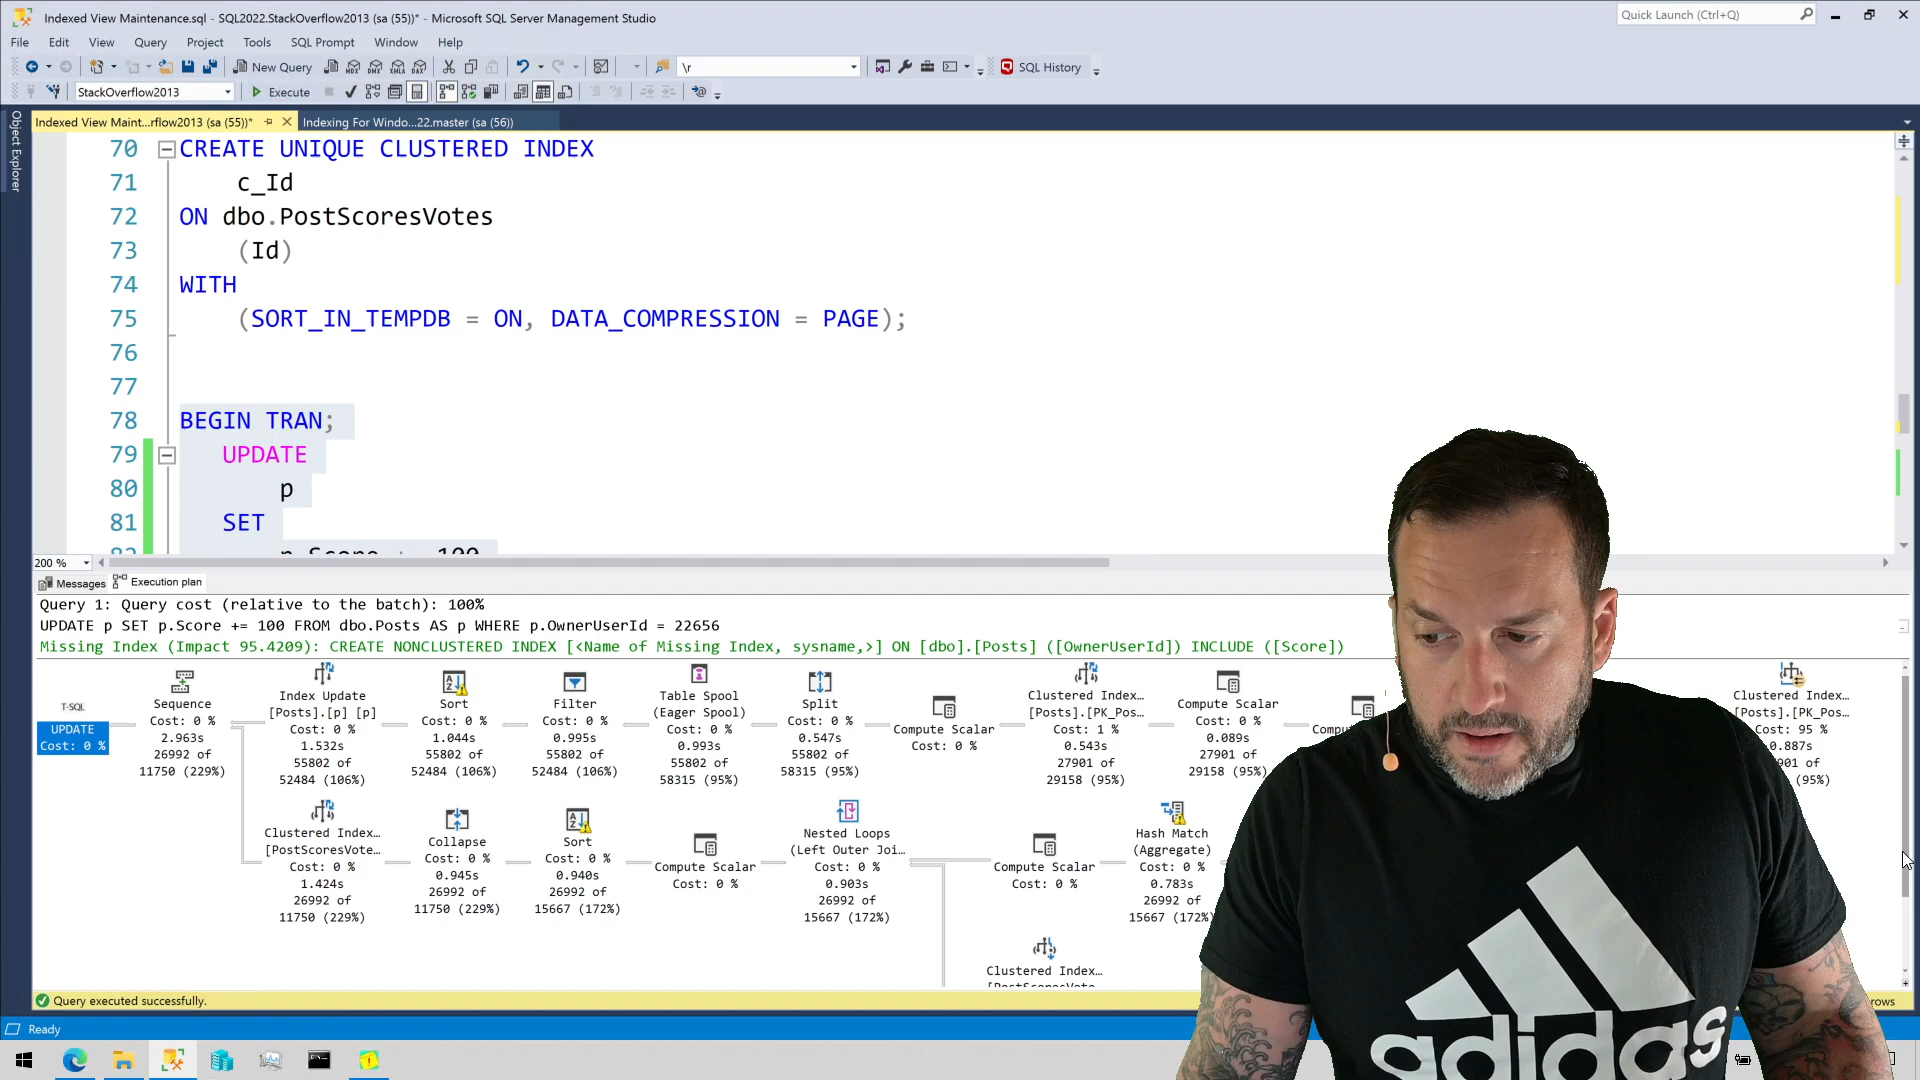 Indexed View Maintenance.sql - SQL2022.StackOverflow2013 (sa (55))* - Microsoft SQL Server Management Studio
Quick Launch (Ctrl+Q)
File Edit View Query Project Tools SQL Prompt Window Help
New Query
MDX DMX XMLA DAX
\r
SQL History
StackOverflow2013
Execute
Object Explorer
Indexed View Maint...rflow2013 (sa (55))*
Indexing For Windo...22.master (sa (56))
70 CREATE UNIQUE CLUSTERED INDEX
71 c_Id
72 ON dbo.PostScoresVotes
73 (Id)
74 WITH
75 (SORT_IN_TEMPDB = ON, DATA_COMPRESSION = PAGE);
76
77
78 BEGIN TRAN;
79 UPDATE
80 p
81 SET
82 p.Score += 100
200 %
Messages
Execution plan
Query 1: Query cost (relative to the batch): 100%
UPDATE p SET p.Score += 100 FROM dbo.Posts AS p WHERE p.OwnerUserId = 22656
Missing Index (Impact 95.4209): CREATE NONCLUSTERED INDEX [<Name of Missing Index, sysname,>] ON [dbo].[Posts] ([OwnerUserId]) INCLUDE ([Score])
T-SQL
UPDATE
Cost: 0 %
Sequence
Cost: 0 %
2.963s
26992 of
11750 (229%)
Index Update
[Posts].[p] [p]
Cost: 0 %
1.532s
55802 of
52484 (106%)
Sort
Cost: 0 %
1.044s
55802 of
52484 (106%)
Filter
Cost: 0 %
0.995s
55802 of
52484 (106%)
Table Spool
(Eager Spool)
Cost: 0 %
0.993s
55802 of
58315 (95%)
Split
Cost: 0 %
0.547s
55802 of
58315 (95%)
Compute Scalar
Cost: 0 %
Clustered Index...
[Posts].[PK_Pos...
Cost: 1 %
0.543s
27901 of
29158 (95%)
Compute Scalar
Cost: 0 %
0.089s
27901 of
29158 (95%)
Clustered Index...
[Posts].[PK_Pos...
Cost: 95 %
0.887s
Clustered Index...
[PostScoresVote...
Cost: 0 %
1.424s
26992 of
11750 (229%)
Collapse
Cost: 0 %
0.945s
26992 of
11750 (229%)
Sort
Cost: 0 %
0.940s
26992 of
15667 (172%)
Compute Scalar
Cost: 0 %
Nested Loops
(Left Outer Joi...
Cost: 0 %
0.903s
26992 of
15667 (172%)
Compute Scalar
Cost: 0 %
Hash Match
(Aggregate)
Cost: 0 %
0.783s
26992 of
15667 (172%)
Clustered Index...
[PostScoresVote...
Query executed successfully.
rows
Ready
adidas